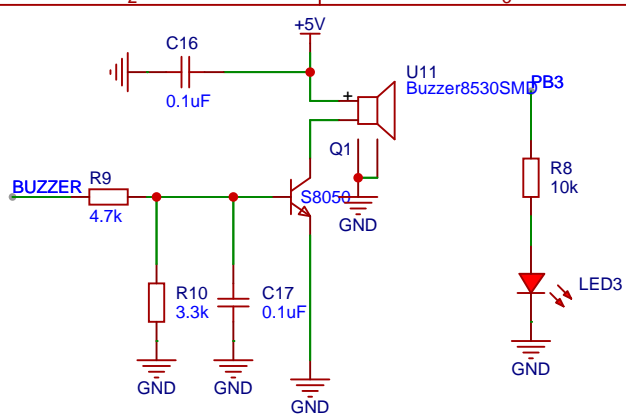 +5V
C16
0.1uF
U11
Buzzer8530SMD
PB3
+
Q1
R9
BUZZER
4.7k
S8050
GND
R8
10k
R10
3.3k
C17
0.1uF
LED3
GND
GND
GND
GND